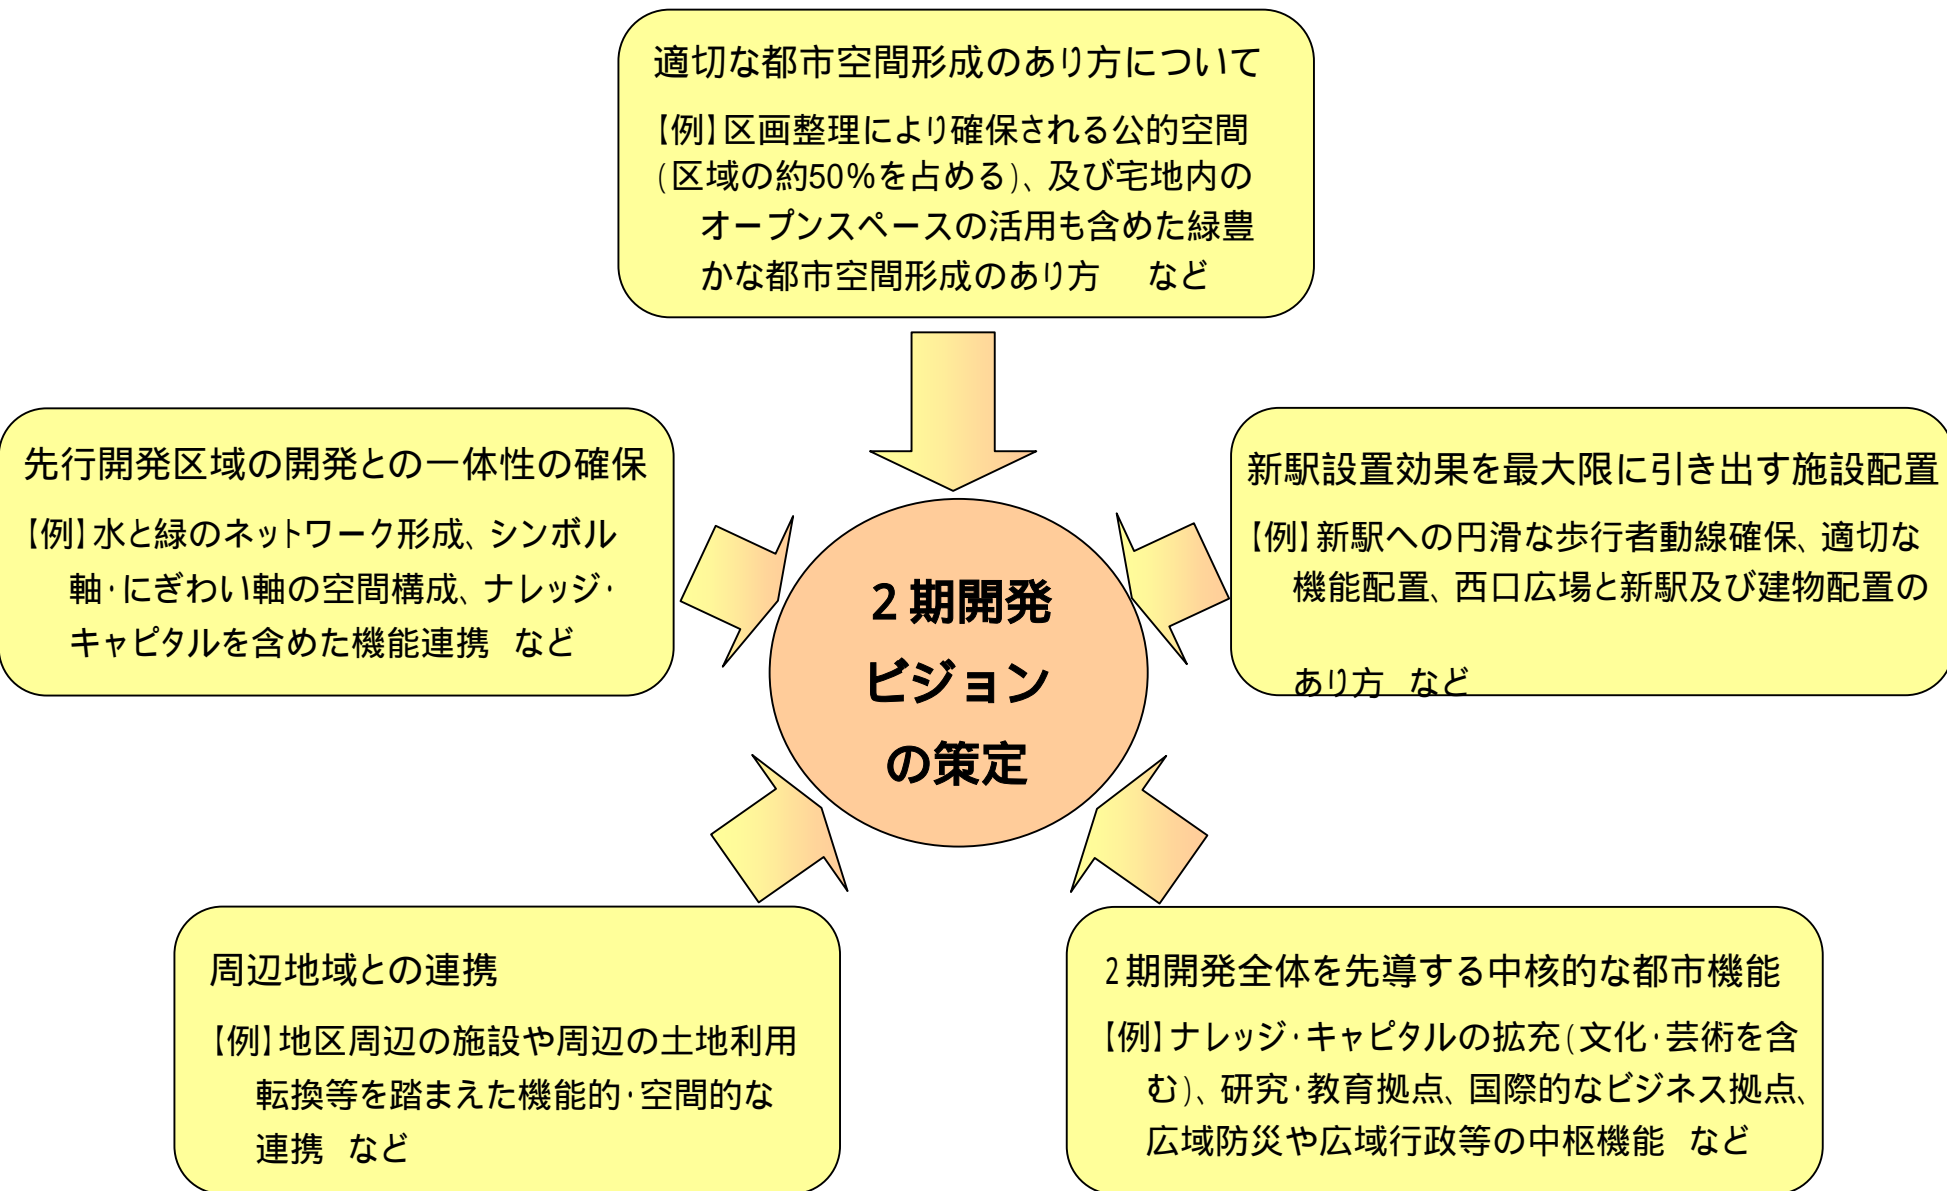 適切な都市空間形成のあり方について
【例】区画整理により確保される公的空間
(区域の約50%を占める)、及び宅地内の
オープンスペースの活用も含めた緑豊
かな都市空間形成のあり方 など
先行開発区域の開発との一体性の確保
【例】水と緑のネットワーク形成、シンボル
軸・にぎわい軸の空間構成、ナレッジ・
キャピタルを含めた機能連携 など
新駅設置効果を最大限に引き出す施設配置
【例】新駅への円滑な歩行者動線確保、適切な
機能配置、西口広場と新駅及び建物配置の
あり方 など
2期開発
ビジョン
の策定
周辺地域との連携
【例】地区周辺の施設や周辺の土地利用
転換等を踏まえた機能的・空間的な
連携 など
2期開発全体を先導する中核的な都市機能
【例】ナレッジ・キャピタルの拡充(文化・芸術を含
む)、研究・教育拠点、国際的なビジネス拠点、
広域防災や広域行政等の中枢機能 など